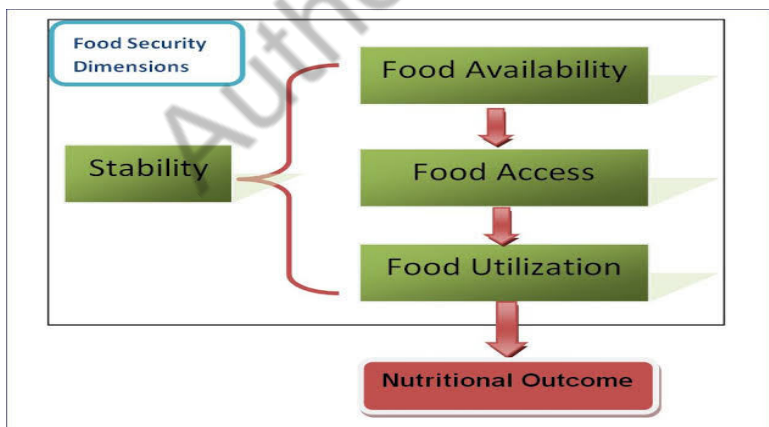 Food Security
Dimensions
Food Availability
Stability
Food Access
Food Utilization
Nutritional Outcome